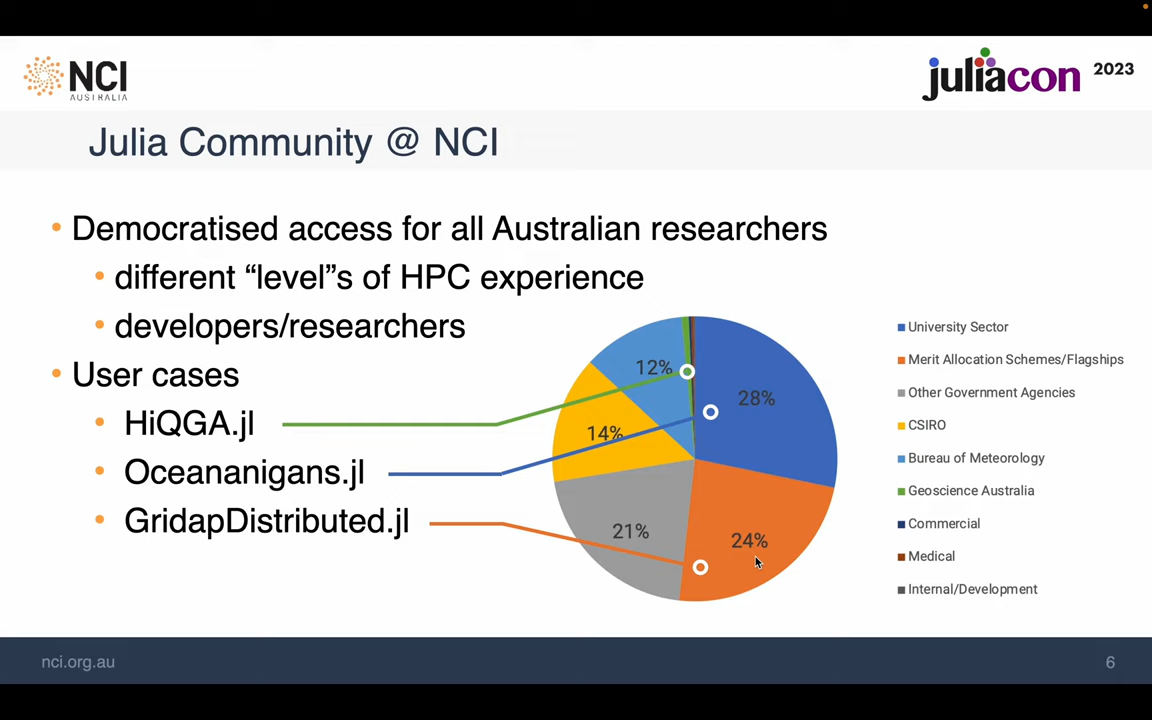 NCI
AUSTRALIA
juliacon 2023
Julia Community @ NCI
• Democratised access for all Australian researchers
• different “level”s of HPC experience
• developers/researchers
• User cases
• HiQGA.jl
• Oceananigans.jl
• GridapDistributed.jl
12%
28%
14%
21%
24%
University Sector
Merit Allocation Schemes/Flagships
Other Government Agencies
CSIRO
Bureau of Meteorology
Geoscience Australia
Commercial
Medical
Internal/Development
nci.org.au
6